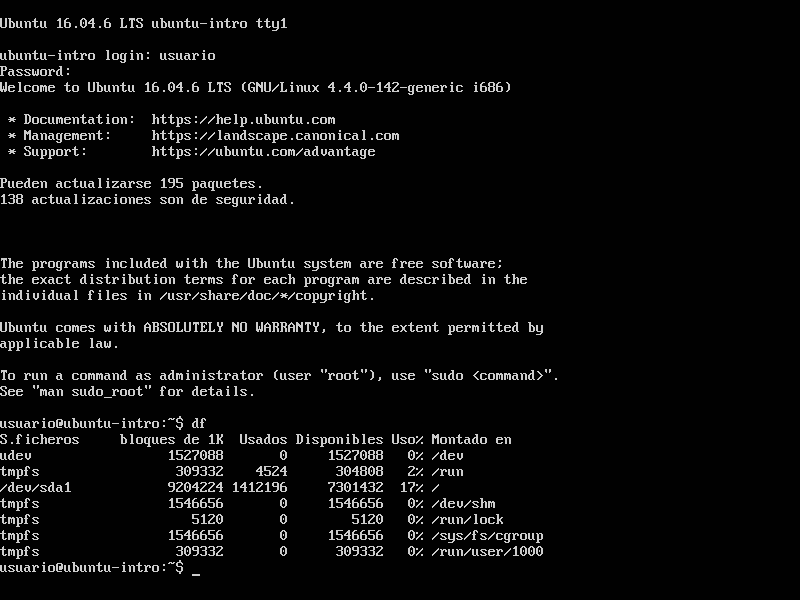 Ubuntu 16.04.6 LTS ubuntu-intro tty1
ubuntu-intro login: usuario
Password:
Welcome to Ubuntu 16.04.6 LTS (GNU/Linux 4.4.0-142-generic i686)
* Documentation:  https://help.ubuntu.com
* Management:     https://landscape.canonical.com
* Support:        https://ubuntu.com/advantage
Pueden actualizarse 195 paquetes.
138 actualizaciones son de seguridad.
The programs included with the Ubuntu system are free software;
the exact distribution terms for each program are described in the
individual files in /usr/share/doc/*/copyright.
Ubuntu comes with ABSOLUTELY NO WARRANTY, to the extent permitted by
applicable law.
To run a command as administrator (user "root"), use "sudo <command>".
See "man sudo_root" for details.
usuario@ubuntu-intro:~$ df
S.ficheros     bloques de 1K  Usados Disponibles Uso% Montado en
udev                 1527088       0     1527088   0% /dev
tmpfs                 309332    4524      304808   2% /run
/dev/sda1            9204224 1412196     7301432  17% /
tmpfs                1546656       0     1546656   0% /dev/shm
tmpfs                   5120       0        5120   0% /run/lock
tmpfs                1546656       0     1546656   0% /sys/fs/cgroup
tmpfs                 309332       0      309332   0% /run/user/1000
usuario@ubuntu-intro:~$ _